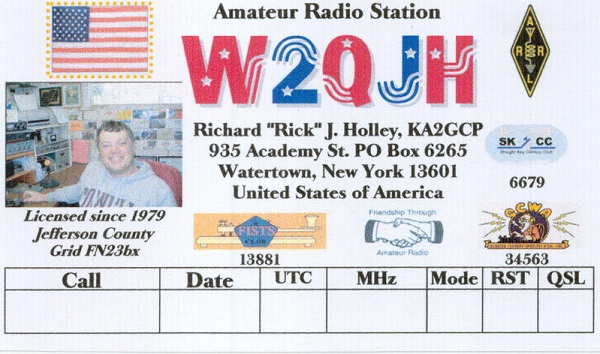 Amateur Radio Station
W2QJH
Richard "Rick" J. Holley, KA2GCP
935 Academy St. PO Box 6265
Watertown, New York 13601
United States of America
ARRL
SK CC
6679
Licensed since 1979
Jefferson County
Grid FN23bx
FISTS
CLUB
13881
Friendship Through
Amateur Radio
34563
Call Date UTC MHz Mode RST QSL